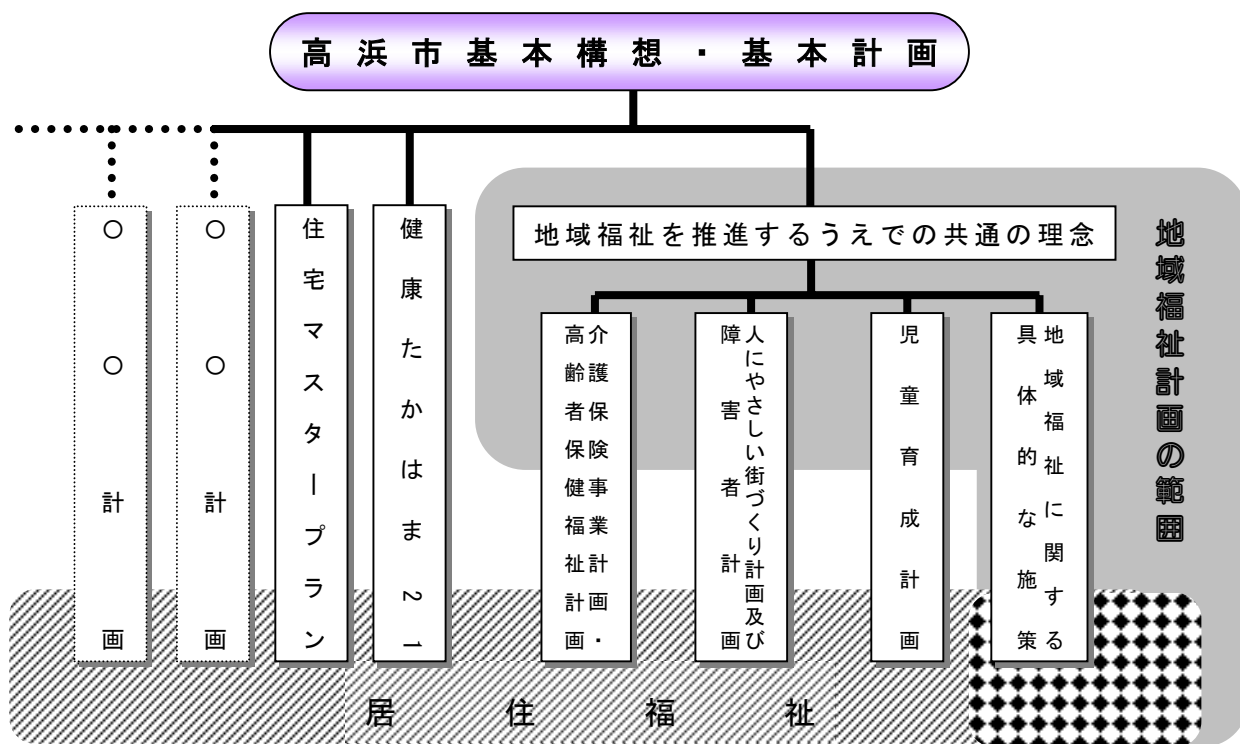 高浜市基本構想・基本計画
地域福祉を推進するうえでの共通の理念
地域福祉計画の範囲
〇〇計画
〇〇計画
住宅マスタープラン
健康たかはま21
介護保険事業計画・
高齢者保健福祉計画
人にやさしい街づくり計画及び
障害者計画
児童育成計画
地域福祉に関する
具体的な施策
居住福祉